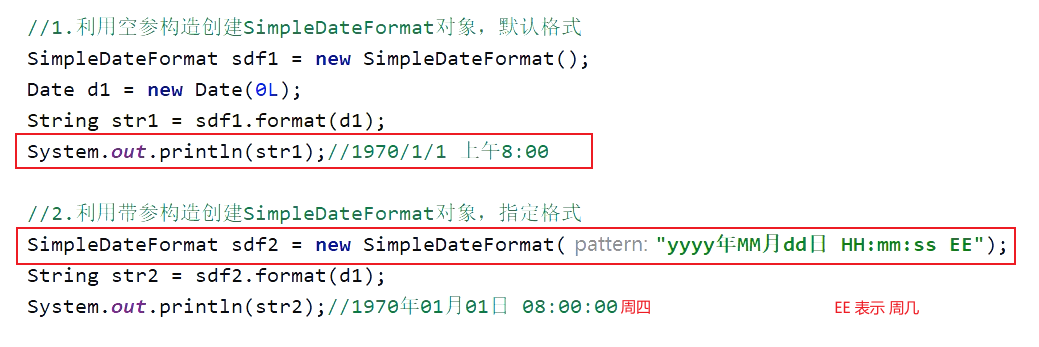 //1.利用空参构造创建SimpleDateFormat对象，默认格式
SimpleDateFormat sdf1 = new SimpleDateFormat();
Date d1 = new Date(0L);
String str1 = sdf1.format(d1);
System.out.println(str1);//1970/1/1 上午8:00
//2.利用带参构造创建SimpleDateFormat对象，指定格式
SimpleDateFormat sdf2 = new SimpleDateFormat( pattern: "yyyy年MM月dd日 HH:mm:ss EE");
String str2 = sdf2.format(d1);
System.out.println(str2);//1970年01月01日 08:00:00周四 EE 表示 周几